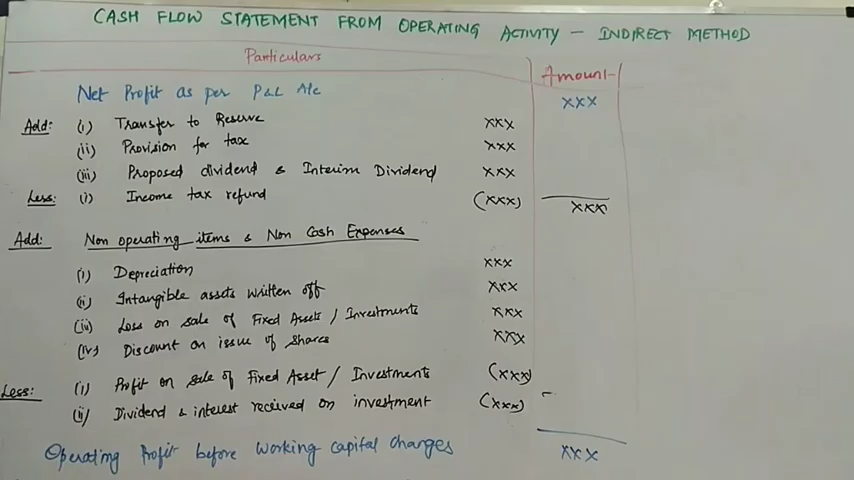 CASH FLOW STATEMENT FROM OPERATING ACTIVITY – INDIRECT METHOD
Particulars Amount
Net Profit as per P&L A/c XXX
Add: (i) Transfer to Reserve XXX
(ii) Provision for tax XXX
(iii) Proposed dividend & Interim Dividend XXX
Less: (i) Income tax refund (XXX) XXX
Add: Non operating items & Non Cash Expenses
(i) Depreciation XXX
(ii) Intangible assets written off XXX
(iii) Loss on sale of Fixed Assets / Investments XXX
(iv) Discount on issue of shares XXX
Less: (i) Profit on sale of Fixed Asset / Investments (XXX)
(ii) Dividend & interest received on investment (XXX)
Operating Profit before working capital changes XXX